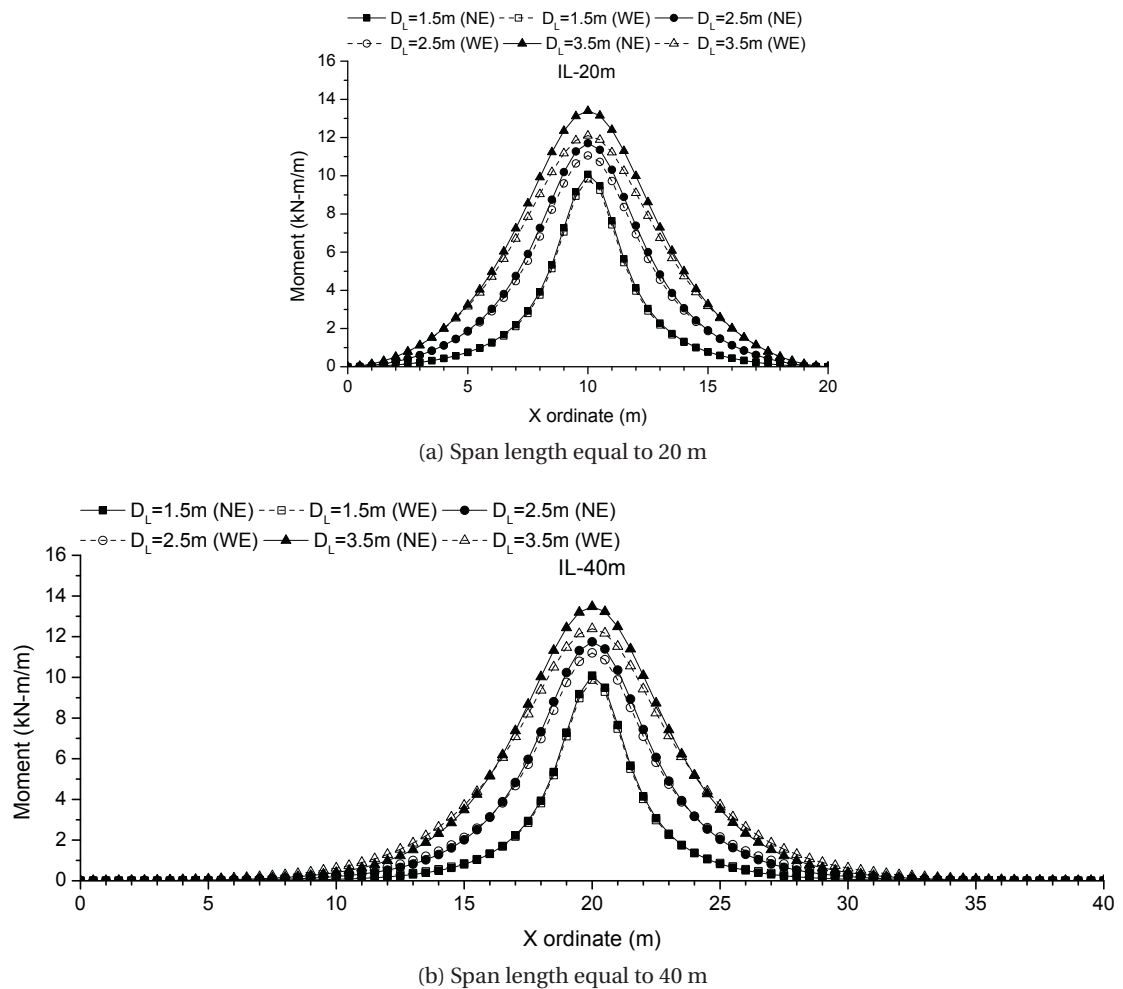 D_L=1.5m (NE) D_L=1.5m (WE) D_L=2.5m (NE)
D_L=2.5m (WE) D_L=3.5m (NE) D_L=3.5m (WE)
IL-20m
16
14
12
10
8
6
4
2
0
Moment (kN-m/m)
0 5 10 15 20
X ordinate (m)
(a) Span length equal to 20 m
D_L=1.5m (NE) D_L=1.5m (WE) D_L=2.5m (NE)
D_L=2.5m (WE) D_L=3.5m (NE) D_L=3.5m (WE)
IL-40m
16
14
12
10
8
6
4
2
0
Moment (kN-m/m)
0 5 10 15 20 25 30 35 40
X ordinate (m)
(b) Span length equal to 40 m